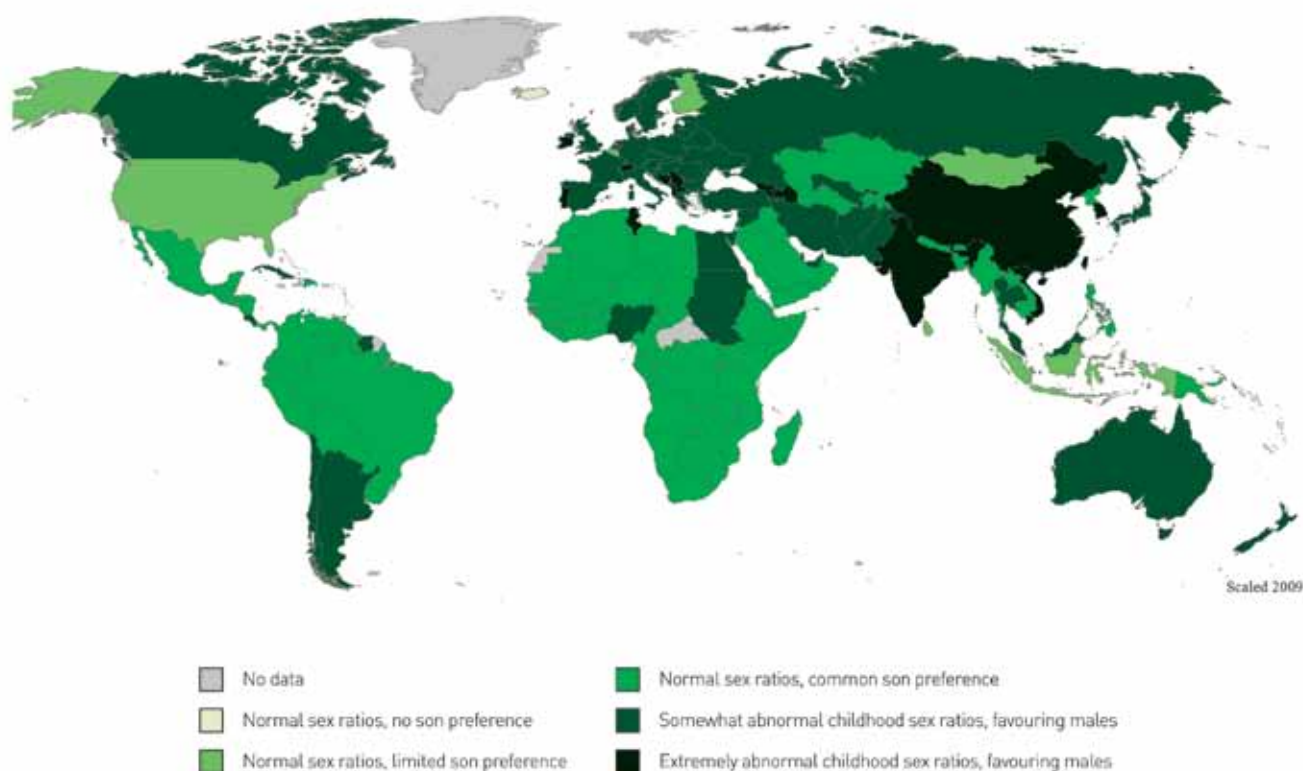 Scaled 2009
No data
Normal sex ratios, no son preference
Normal sex ratios, limited son preference
Normal sex ratios, common son preference
Somewhat abnormal childhood sex ratios, favouring males
Extremely abnormal childhood sex ratios, favouring males